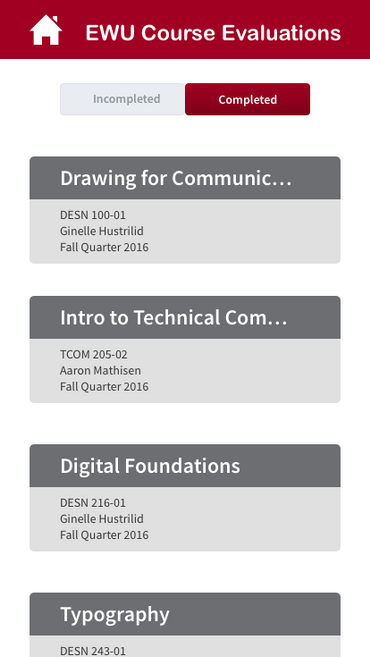 EWU Course Evaluations
Incompleted
Completed
Drawing for Communic...
DESN 100-01
Ginelle Hustrilid
Fall Quarter 2016
Intro to Technical Com...
TCOM 205-02
Aaron Mathisen
Fall Quarter 2016
Digital Foundations
DESN 216-01
Ginelle Hustrilid
Fall Quarter 2016
Typography
DESN 243-01